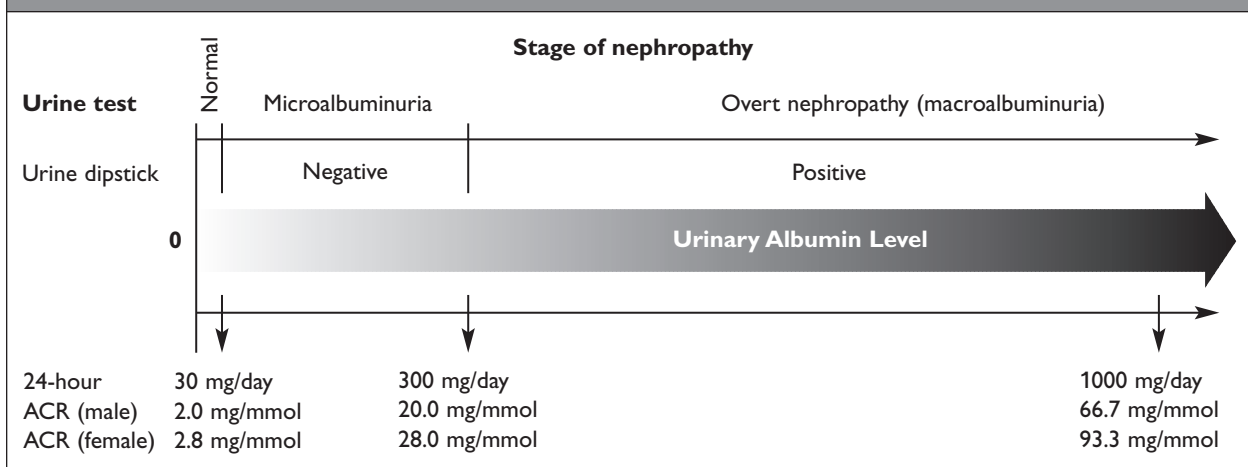 Stage of nephropathy
Normal
Urine test Microalbuminuria Overt nephropathy (macroalbuminuria)
Urine dipstick Negative Positive
0 Urinary Albumin Level
24-hour 30 mg/day 300 mg/day 1000 mg/day
ACR (male) 2.0 mg/mmol 20.0 mg/mmol 66.7 mg/mmol
ACR (female) 2.8 mg/mmol 28.0 mg/mmol 93.3 mg/mmol